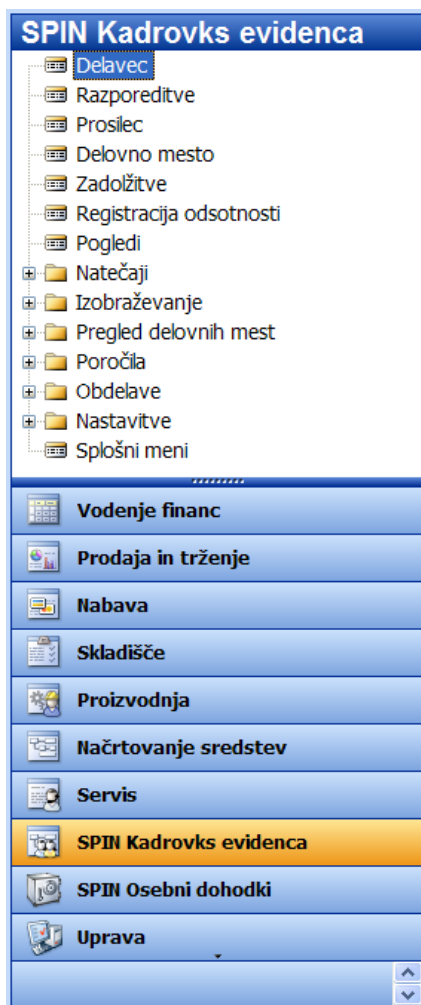 SPIN Kadrovks evidenca
Delavec
Razporeditve
Prosilec
Delovno mesto
Zadolžitve
Registracija odsotnosti
Pogledi
Natečaji
Izobraževanje
Pregled delovnih mest
Poročila
Obdelave
Nastavitve
Splošni meni
Vodenje financ
Prodaja in trženje
Nabava
Skladišče
Proizvodnja
Načrtovanje sredstev
Servis
SPIN Kadrovks evidenca
SPIN Osebni dohodki
Uprava